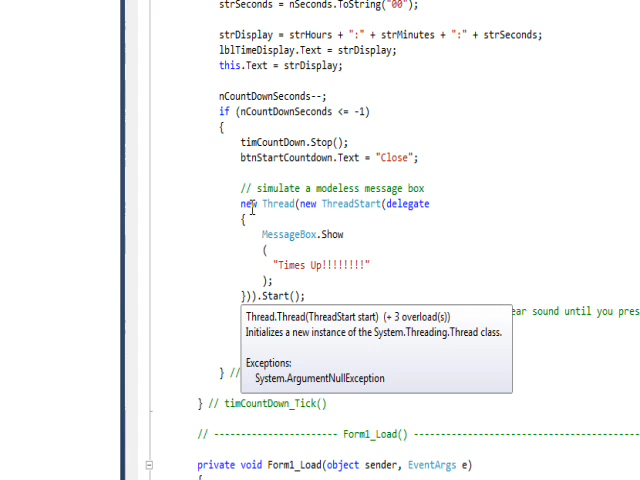 strSeconds = nSeconds.ToString("00");
strDisplay = strHours + ":" + strMinutes + ":" + strSeconds;
lblTimeDisplay.Text = strDisplay;
this.Text = strDisplay;
nCountDownSeconds--;
if (nCountDownSeconds <= -1)
{
timCountDown.Stop();
btnStartCountdown.Text = "Close";
// simulate a modeless message box
new Thread(new ThreadStart(delegate
{
MessageBox.Show
(
"Times Up!!!!!!!!"
);
})).Start();
ear sound until you pres
Thread.Thread(ThreadStart start) (+ 3 overload(s))
Initializes a new instance of the System.Threading.Thread class.
Exceptions:
System.ArgumentNullException
} //
} // timCountDown_Tick()
// ---------------------- Form1_Load() ----------------------------------------
private void Form1_Load(object sender, EventArgs e)
{